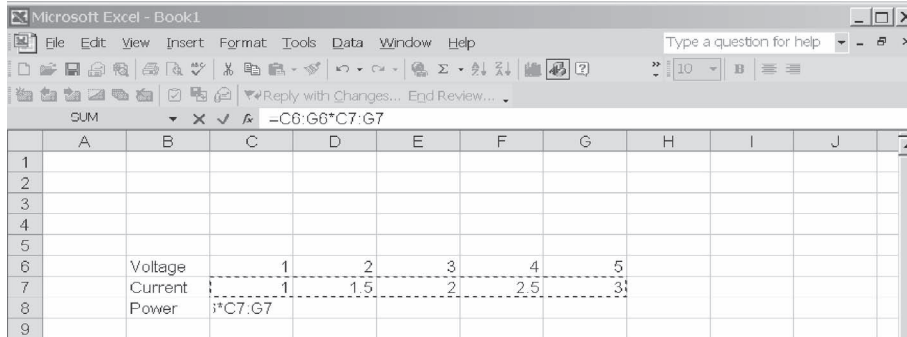 Microsoft Excel - Book1
File Edit View Insert Format Tools Data Window Help Type a question for help
10 B
Reply with Changes... End Review...
SUM fx =C6:G6*C7:G7
A B C D E F G H I J
1
2
3
4
5
6 Voltage 1 2 3 4 5
7 Current 1 1.5 2 2.5 3
8 Power *C7:G7
9